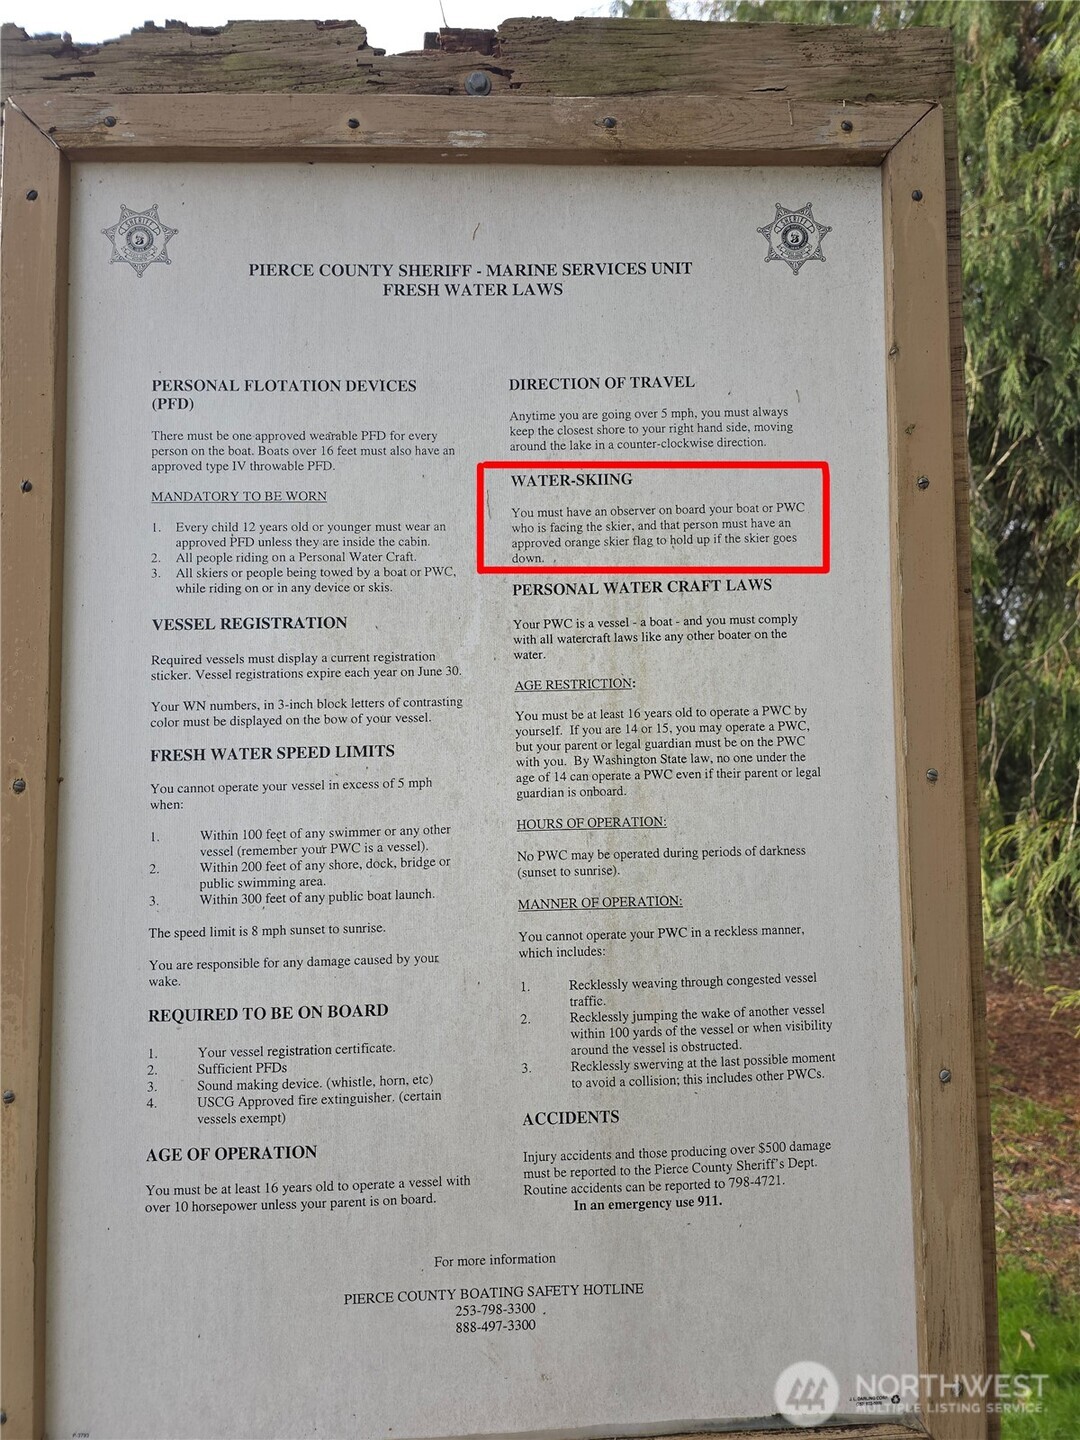 SHERIFF
SHERIFF
PIERCE COUNTY SHERIFF - MARINE SERVICES UNIT
FRESH WATER LAWS
PERSONAL FLOTATION DEVICES
(PFD)
There must be one approved wearable PFD for every
person on the boat. Boats over 16 feet must also have an
approved type IV throwable PFD.
MANDATORY TO BE WORN
1. Every child 12 years old or younger must wear an
approved PFD unless they are inside the cabin.
2. All people riding on a Personal Water Craft.
3. All skiers or people being towed by a boat or PWC,
while riding on or in any device or skis.
VESSEL REGISTRATION
Required vessels must display a current registration
sticker. Vessel registrations expire each year on June 30.
Your WN numbers, in 3-inch block letters of contrasting
color must be displayed on the bow of your vessel.
FRESH WATER SPEED LIMITS
You cannot operate your vessel in excess of 5 mph
when:
1. Within 100 feet of any swimmer or any other
vessel (remember your PWC is a vessel).
2. Within 200 feet of any shore, dock, bridge or
public swimming area.
3. Within 300 feet of any public boat launch.
The speed limit is 8 mph sunset to sunrise.
You are responsible for any damage caused by your
wake.
REQUIRED TO BE ON BOARD
1. Your vessel registration certificate.
2. Sufficient PFDs
3. Sound making device. (whistle, horn, etc)
4. USCG Approved fire extinguisher. (certain
vessels exempt)
AGE OF OPERATION
You must be at least 16 years old to operate a vessel with
over 10 horsepower unless your parent is on board.
DIRECTION OF TRAVEL
Anytime you are going over 5 mph, you must always
keep the closest shore to your right hand side, moving
around the lake in a counter-clockwise direction.
WATER-SKIING
You must have an observer on board your boat or PWC
who is facing the skier, and that person must have an
approved orange skier flag to hold up if the skier goes
down.
PERSONAL WATER CRAFT LAWS
Your PWC is a vessel - a boat - and you must comply
with all watercraft laws like any other boater on the
water.
AGE RESTRICTION:
You must be at least 16 years old to operate a PWC by
yourself. If you are 14 or 15, you may operate a PWC,
but your parent or legal guardian must be on the PWC
with you. By Washington State law, no one under the
age of 14 can operate a PWC even if their parent or legal
guardian is onboard.
HOURS OF OPERATION:
No PWC may be operated during periods of darkness
(sunset to sunrise).
MANNER OF OPERATION:
You cannot operate your PWC in a reckless manner,
which includes:
1. Recklessly weaving through congested vessel
traffic.
2. Recklessly jumping the wake of another vessel
within 100 yards of the vessel or when visibility
around the vessel is obstructed.
3. Recklessly swerving at the last possible moment
to avoid a collision; this includes other PWCs.
ACCIDENTS
Injury accidents and those producing over $500 damage
must be reported to the Pierce County Sheriff's Dept.
Routine accidents can be reported to 798-4721.
In an emergency use 911.
For more information
PIERCE COUNTY BOATING SAFETY HOTLINE
253-798-3300
888-497-3300
J. L. DARLING CORP.
NORTHWEST
MULTIPLE LISTING SERVICE